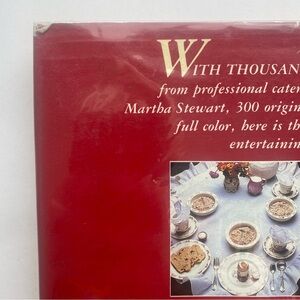 WITH THOUSAN
from professional cater
Martha Stewart, 300 origin
full color, here is th
entertainin